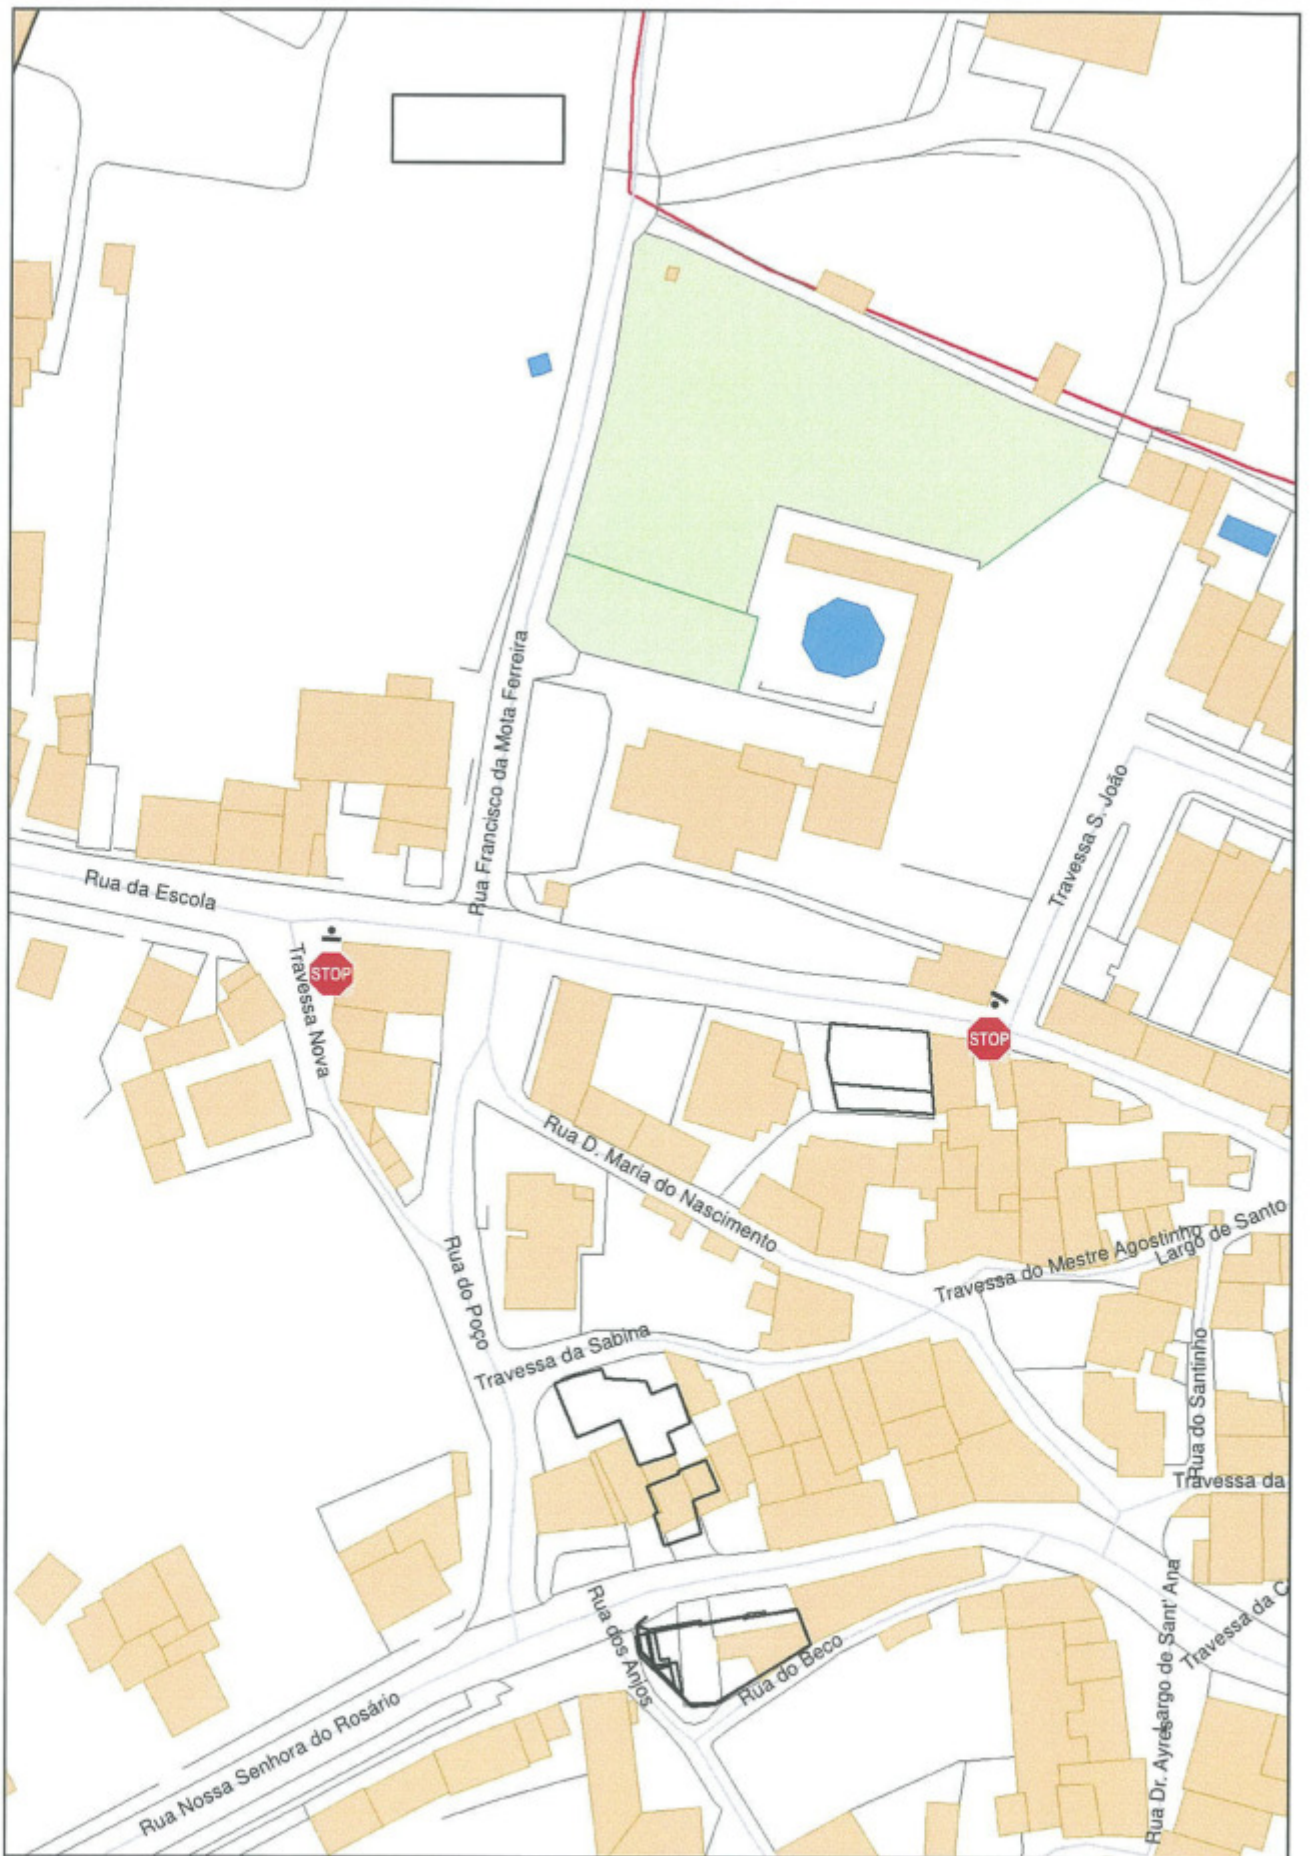 Rua Francisco da Mota Ferreira
Travessa S. João
Rua da Escola
Travessa Nova
STOP
STOP
Rua D. Maria do Nascimento
Rua do Poço
Travessa do Mestre Agostinho
Largo de Santo
Travessa da Sabina
Rua do Santinho
Travessa da
Rua dos Anjos
Rua do Beco
Largo de Sant' Ana
Travessa da C
Rua Nossa Senhora do Rosário
Rua Dr. Ayres